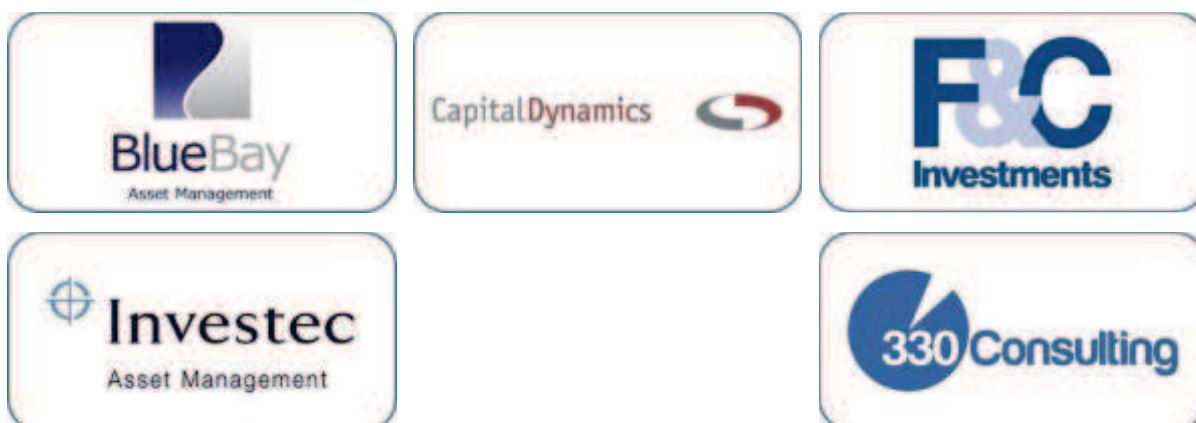 BlueBay
Asset Management
CapitalDynamics
F&C
Investments
Investec
Asset Management
330Consulting